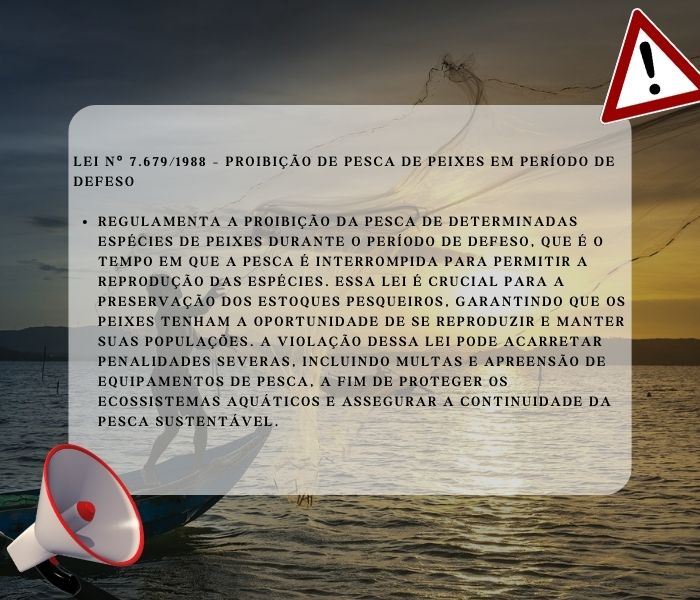 LEI Nº 7.679/1988 - PROIBIÇÃO DE PESCA DE PEIXES EM PERÍODO DE
DEFESO
• REGULAMENTA A PROIBIÇÃO DA PESCA DE DETERMINADAS
ESPÉCIES DE PEIXES DURANTE O PERÍODO DE DEFESO, QUE É O
TEMPO EM QUE A PESCA É INTERROMPIDA PARA PERMITIR A
REPRODUÇÃO DAS ESPÉCIES. ESSA LEI É CRUCIAL PARA A
PRESERVAÇÃO DOS ESTOQUES PESQUEIROS, GARANTINDO QUE OS
PEIXES TENHAM A OPORTUNIDADE DE SE REPRODUZIR E MANTER
SUAS POPULAÇÕES. A VIOLAÇÃO DESSA LEI PODE ACARRETAR
PENALIDADES SEVERAS, INCLUINDO MULTAS E APREENSÃO DE
EQUIPAMENTOS DE PESCA, A FIM DE PROTEGER OS
ECOSSISTEMAS AQUÁTICOS E ASSEGURAR A CONTINUIDADE DA
PESCA SUSTENTÁVEL.